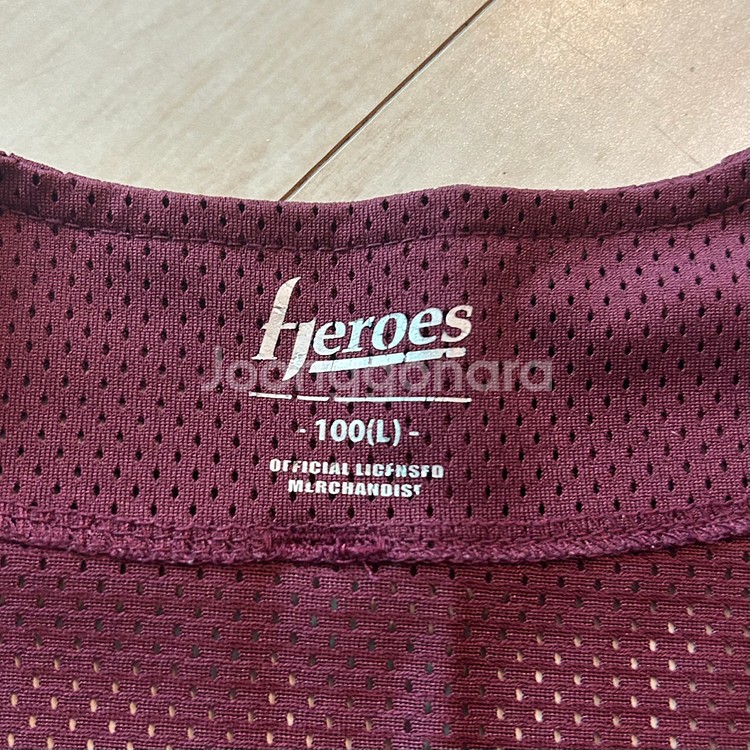 Heroes
Joonggonara
- 100(L) -
OFFICIAL LICENSED
MERCHANDISE